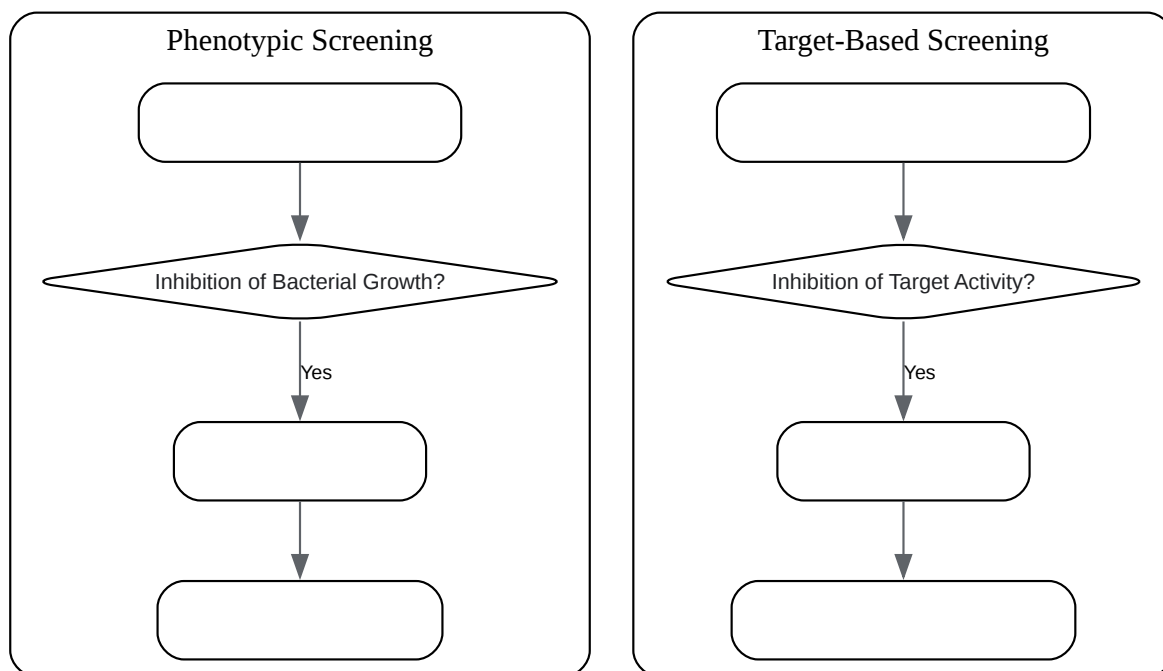 Phenotypic Screening
Inhibition of Bacterial Growth?
Yes
Target-Based Screening
Inhibition of Target Activity?
Yes